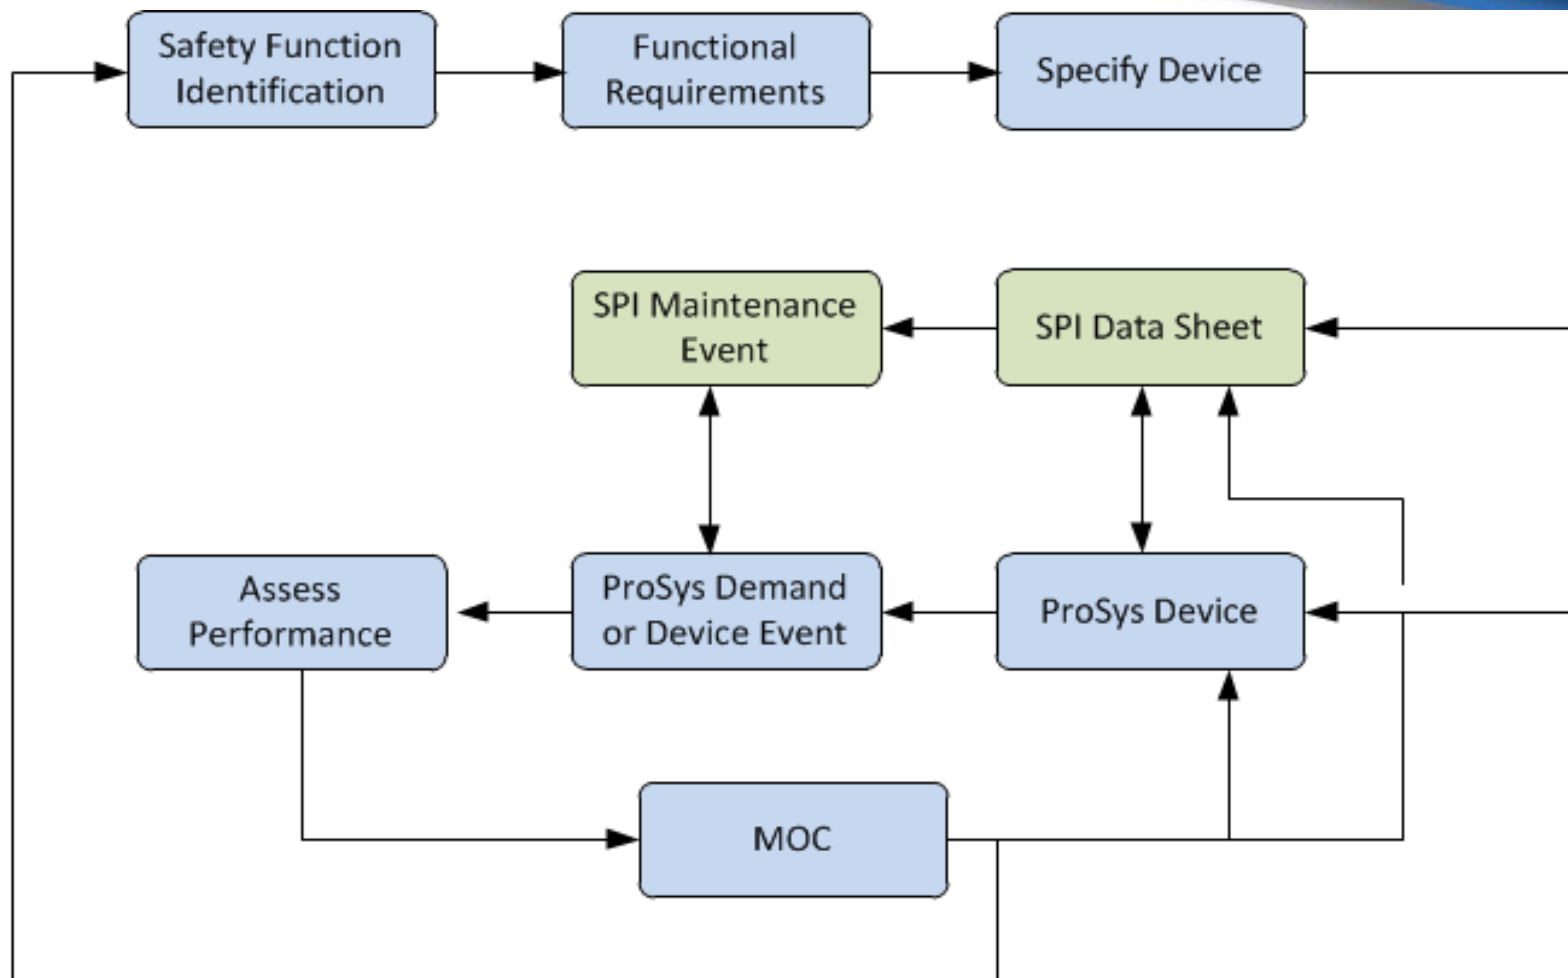 Safety Function
Identification
Functional
Requirements
Specify Device
SPI Maintenance
Event
SPI Data Sheet
Assess
Performance
ProSys Demand
or Device Event
ProSys Device
MOC